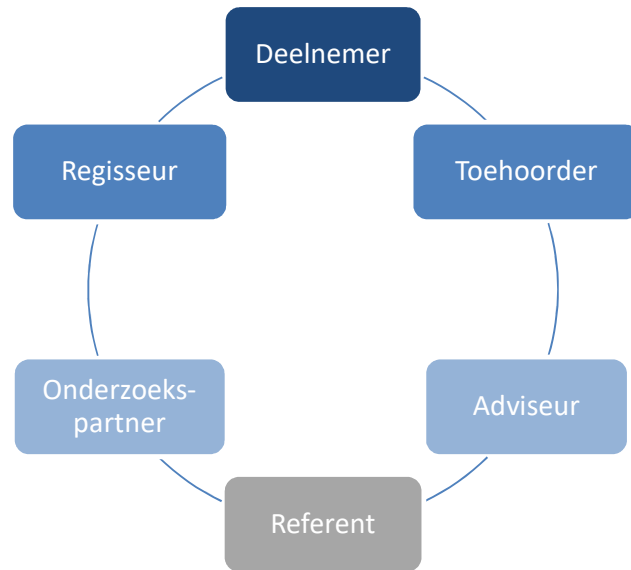 Deelnemer
Regisseur
Toehoorder
Onderzoeks-
partner
Adviseur
Referent